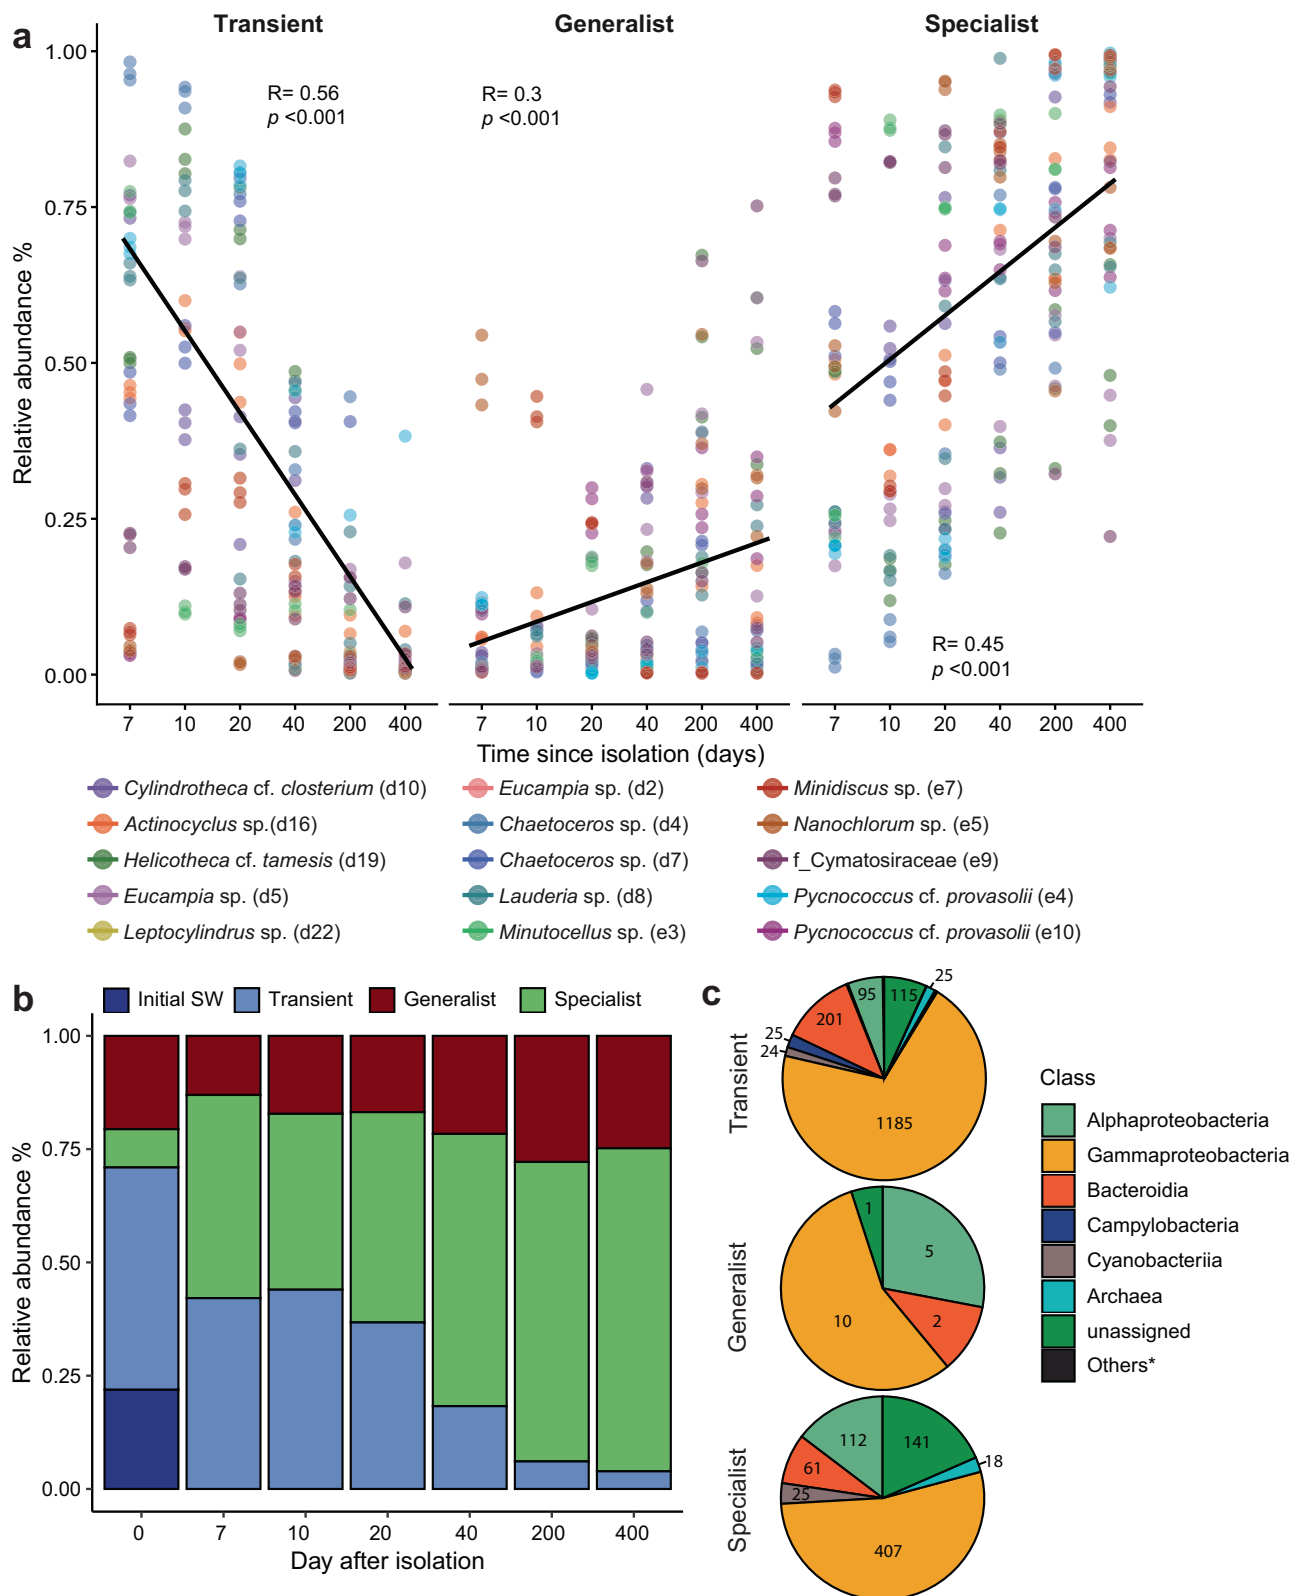 a
Transient
Generalist
Specialist
Relative abundance %
1.00
0.75
0.50
0.25
0.00
R= 0.56
p <0.001
R= 0.3
p <0.001
R= 0.45
p <0.001
7 10 20 40 200 400
7 10 20 40 200 400
7 10 20 40 200 400
Time since isolation (days)
Cylindrotheca cf. closterium (d10)
Actinocyclus sp.(d16)
Helicotheca cf. tamesis (d19)
Eucampia sp. (d5)
Leptocylindrus sp. (d22)
Eucampia sp. (d2)
Chaetoceros sp. (d4)
Chaetoceros sp. (d7)
Lauderia sp. (d8)
Minutocellus sp. (e3)
Minidiscus sp. (e7)
Nanochlorum sp. (e5)
f_Cymatosiraceae (e9)
Pycnococcus cf. provasolii (e4)
Pycnococcus cf. provasolii (e10)
b
Initial SW Transient Generalist Specialist
Relative abundance %
1.00
0.75
0.50
0.25
0.00
0 7 10 20 40 200 400
Day after isolation
c
Transient
25
95
115
201
25
24
1185
Generalist
1
5
2
10
Specialist
112
141
18
61
25
407
Class
Alphaproteobacteria
Gammaproteobacteria
Bacteroidia
Campylobacteria
Cyanobacteriia
Archaea
unassigned
Others*